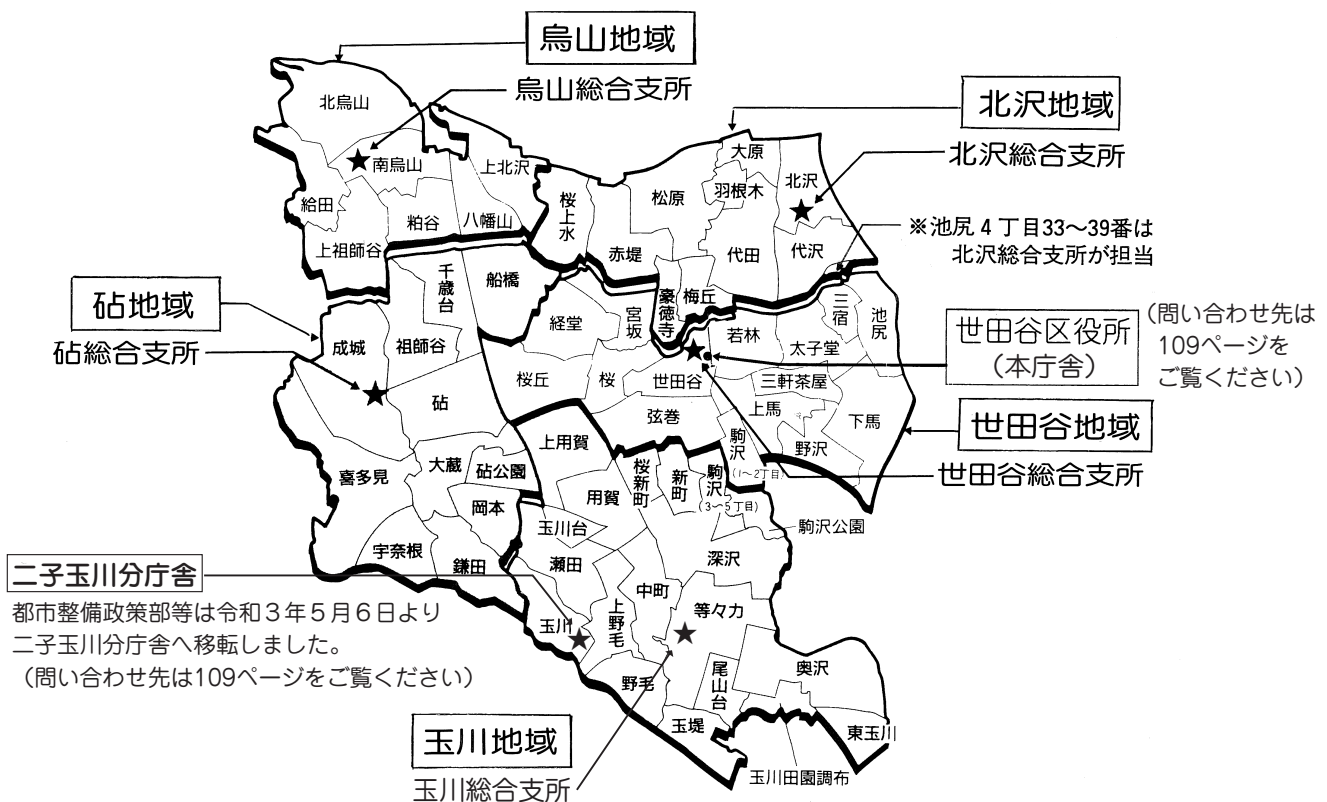 烏山地域
烏山総合支所
北沢地域
北沢総合支所
※池尻4丁目33〜39番は
北沢総合支所が担当
砧地域
砧総合支所
世田谷区役所
（本庁舎）
（問い合わせ先は
109ページを
ご覧ください）
世田谷地域
世田谷総合支所
二子玉川分庁舎
都市整備政策部等は令和３年５月６日より
二子玉川分庁舎へ移転しました。
（問い合わせ先は109ページをご覧ください）
玉川地域
玉川総合支所
北烏山
南烏山
上北沢
給田
粕谷
八幡山
上祖師谷
桜上水
赤堤
松原
大原
羽根木
北沢
代田
代沢
豪徳寺
梅丘
千歳台
船橋
成城
祖師谷
砧
喜多見
大蔵
砧公園
岡本
宇奈根
鎌田
経堂
宮坂
桜丘
桜
世田谷
弦巻
若林
太子堂
三宿
池尻
三軒茶屋
上馬
下馬
野沢
駒沢
(1〜2丁目)
上用賀
用賀
桜新町
新町
駒沢
(3〜5丁目)
駒沢公園
玉川台
瀬田
深沢
中町
上野毛
等々力
玉川
野毛
尾山台
奥沢
玉堤
東玉川
玉川田園調布